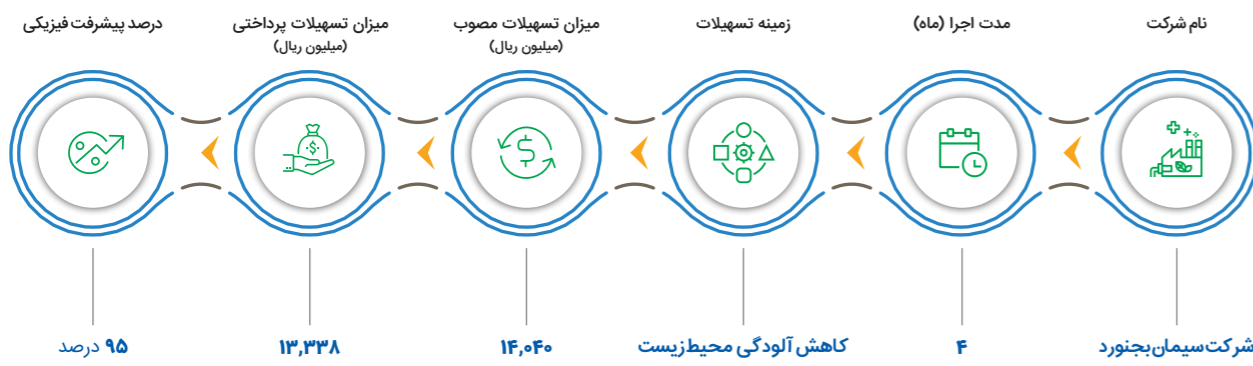 نام شرکت
مدت اجرا (ماه)
زمینه تسهیلات
میزان تسهیلات مصوب
(میلیون ریال)
میزان تسهیلات پرداختی
(میلیون ریال)
درصد پیشرفت فیزیکی
شرکت سیمان بجنورد
۴
کاهش آلودگی محیط زیست
۱۴,۰۴۰
۱۳,۳۳۸
۹۵ درصد